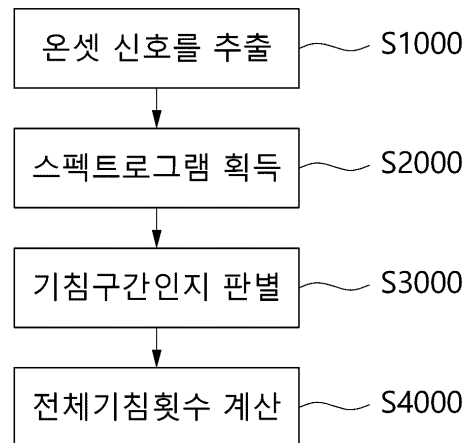 온셋 신호를 추출 S1000
스펙트로그램 획득 S2000
기침구간인지 판별 S3000
전체기침횟수 계산 S4000